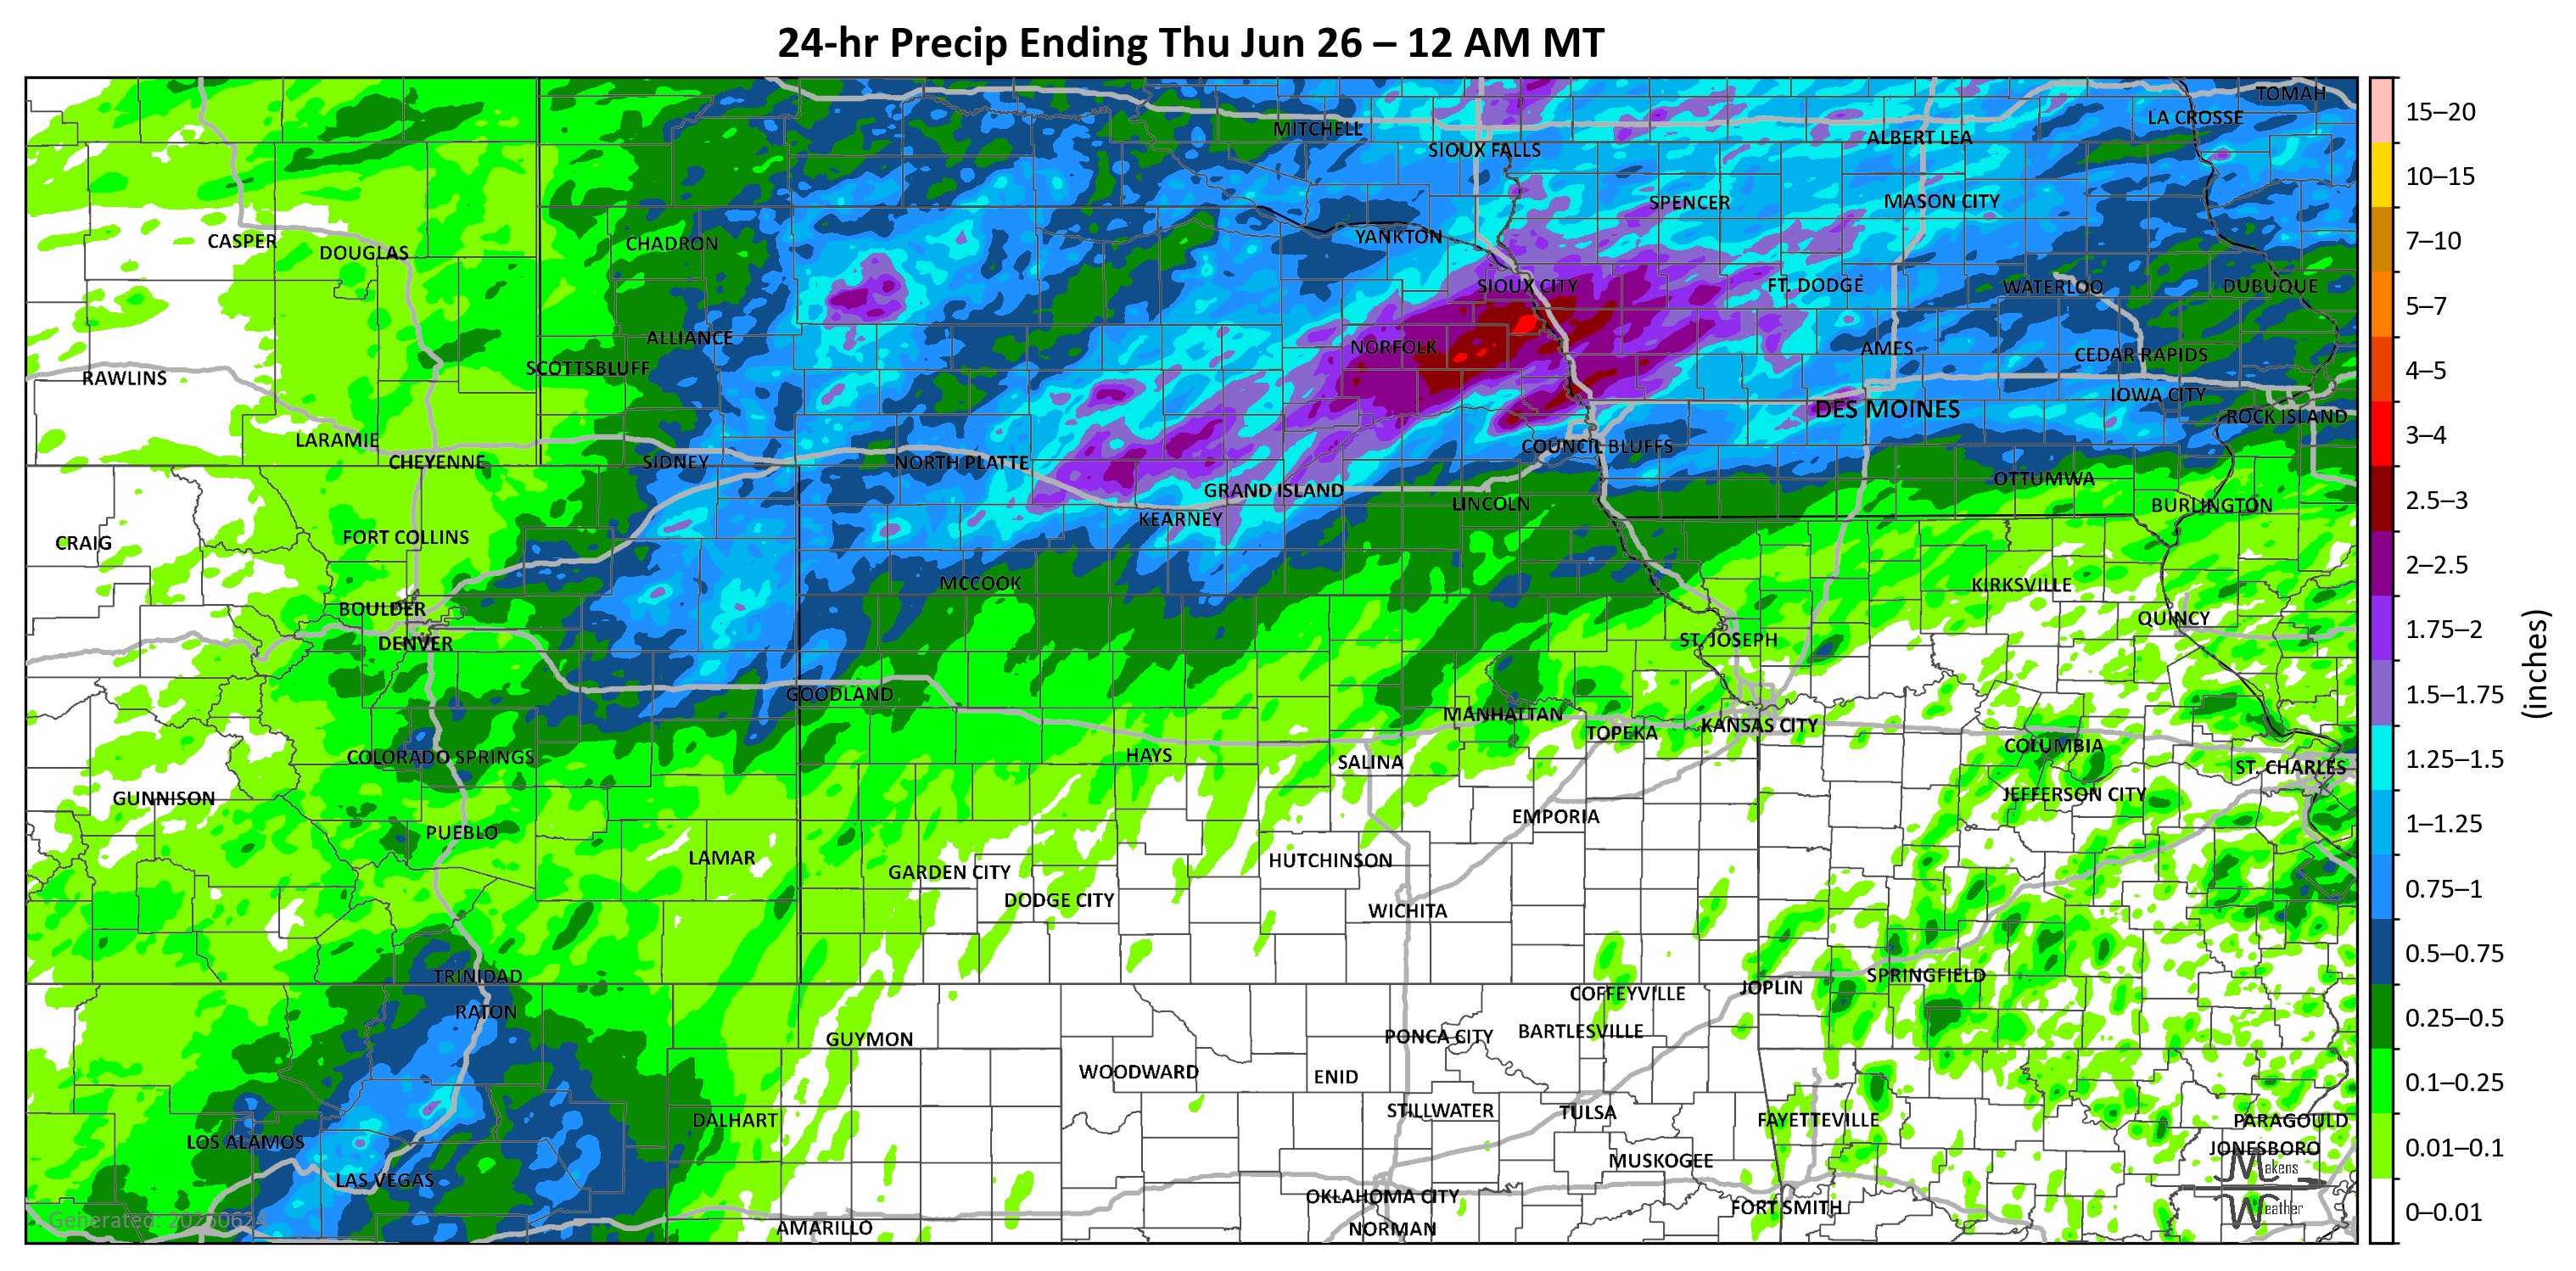 24-hr Precip Ending Thu Jun 26 – 12 AM MT
TOMAH
LA CROSSE
MITCHELL
ALBERT LEA
SIOUX FALLS
SPENCER
MASON CITY
YANKTON
CASPER
CHADRON
DOUGLAS
SIOUX CITY
FT. DODGE
WATERLOO
DUBUQUE
ALLIANCE
NORFOLK
AMES
CEDAR RAPIDS
SCOTTSBLUFF
RAWLINS
IOWA CITY
DES MOINES
ROCK ISLAND
LARAMIE
COUNCIL BLUFFS
CHEYENNE
SIDNEY
NORTH PLATTE
OTTUMWA
GRAND ISLAND
LINCOLN
BURLINGTON
KEARNEY
FORT COLLINS
CRAIG
MCCOOK
KIRKSVILLE
BOULDER
QUINCY
DENVER
ST. JOSEPH
GOODLAND
MANHATTAN
TOPEKA
KANSAS CITY
COLUMBIA
COLORADO SPRINGS
HAYS
SALINA
ST. CHARLES
GUNNISON
JEFFERSON CITY
EMPORIA
PUEBLO
LAMAR
HUTCHINSON
GARDEN CITY
DODGE CITY
WICHITA
TRINIDAD
SPRINGFIELD
JOPLIN
COFFEYVILLE
RATON
GUYMON
PONCA CITY
BARTLESVILLE
WOODWARD
ENID
STILLWATER
TULSA
DALHART
FAYETTEVILLE
PARAGOULD
LOS ALAMOS
JONESBORO
MUSKOGEE
LAS VEGAS
OKLAHOMA CITY
FORT SMITH
AMARILLO
NORMAN
Makens
Weather
Generated: 20250624
15–20
10–15
7–10
5–7
4–5
3–4
2.5–3
2–2.5
1.75–2
1.5–1.75
1.25–1.5
1–1.25
0.75–1
0.5–0.75
0.25–0.5
0.1–0.25
0.01–0.1
0–0.01
(inches)